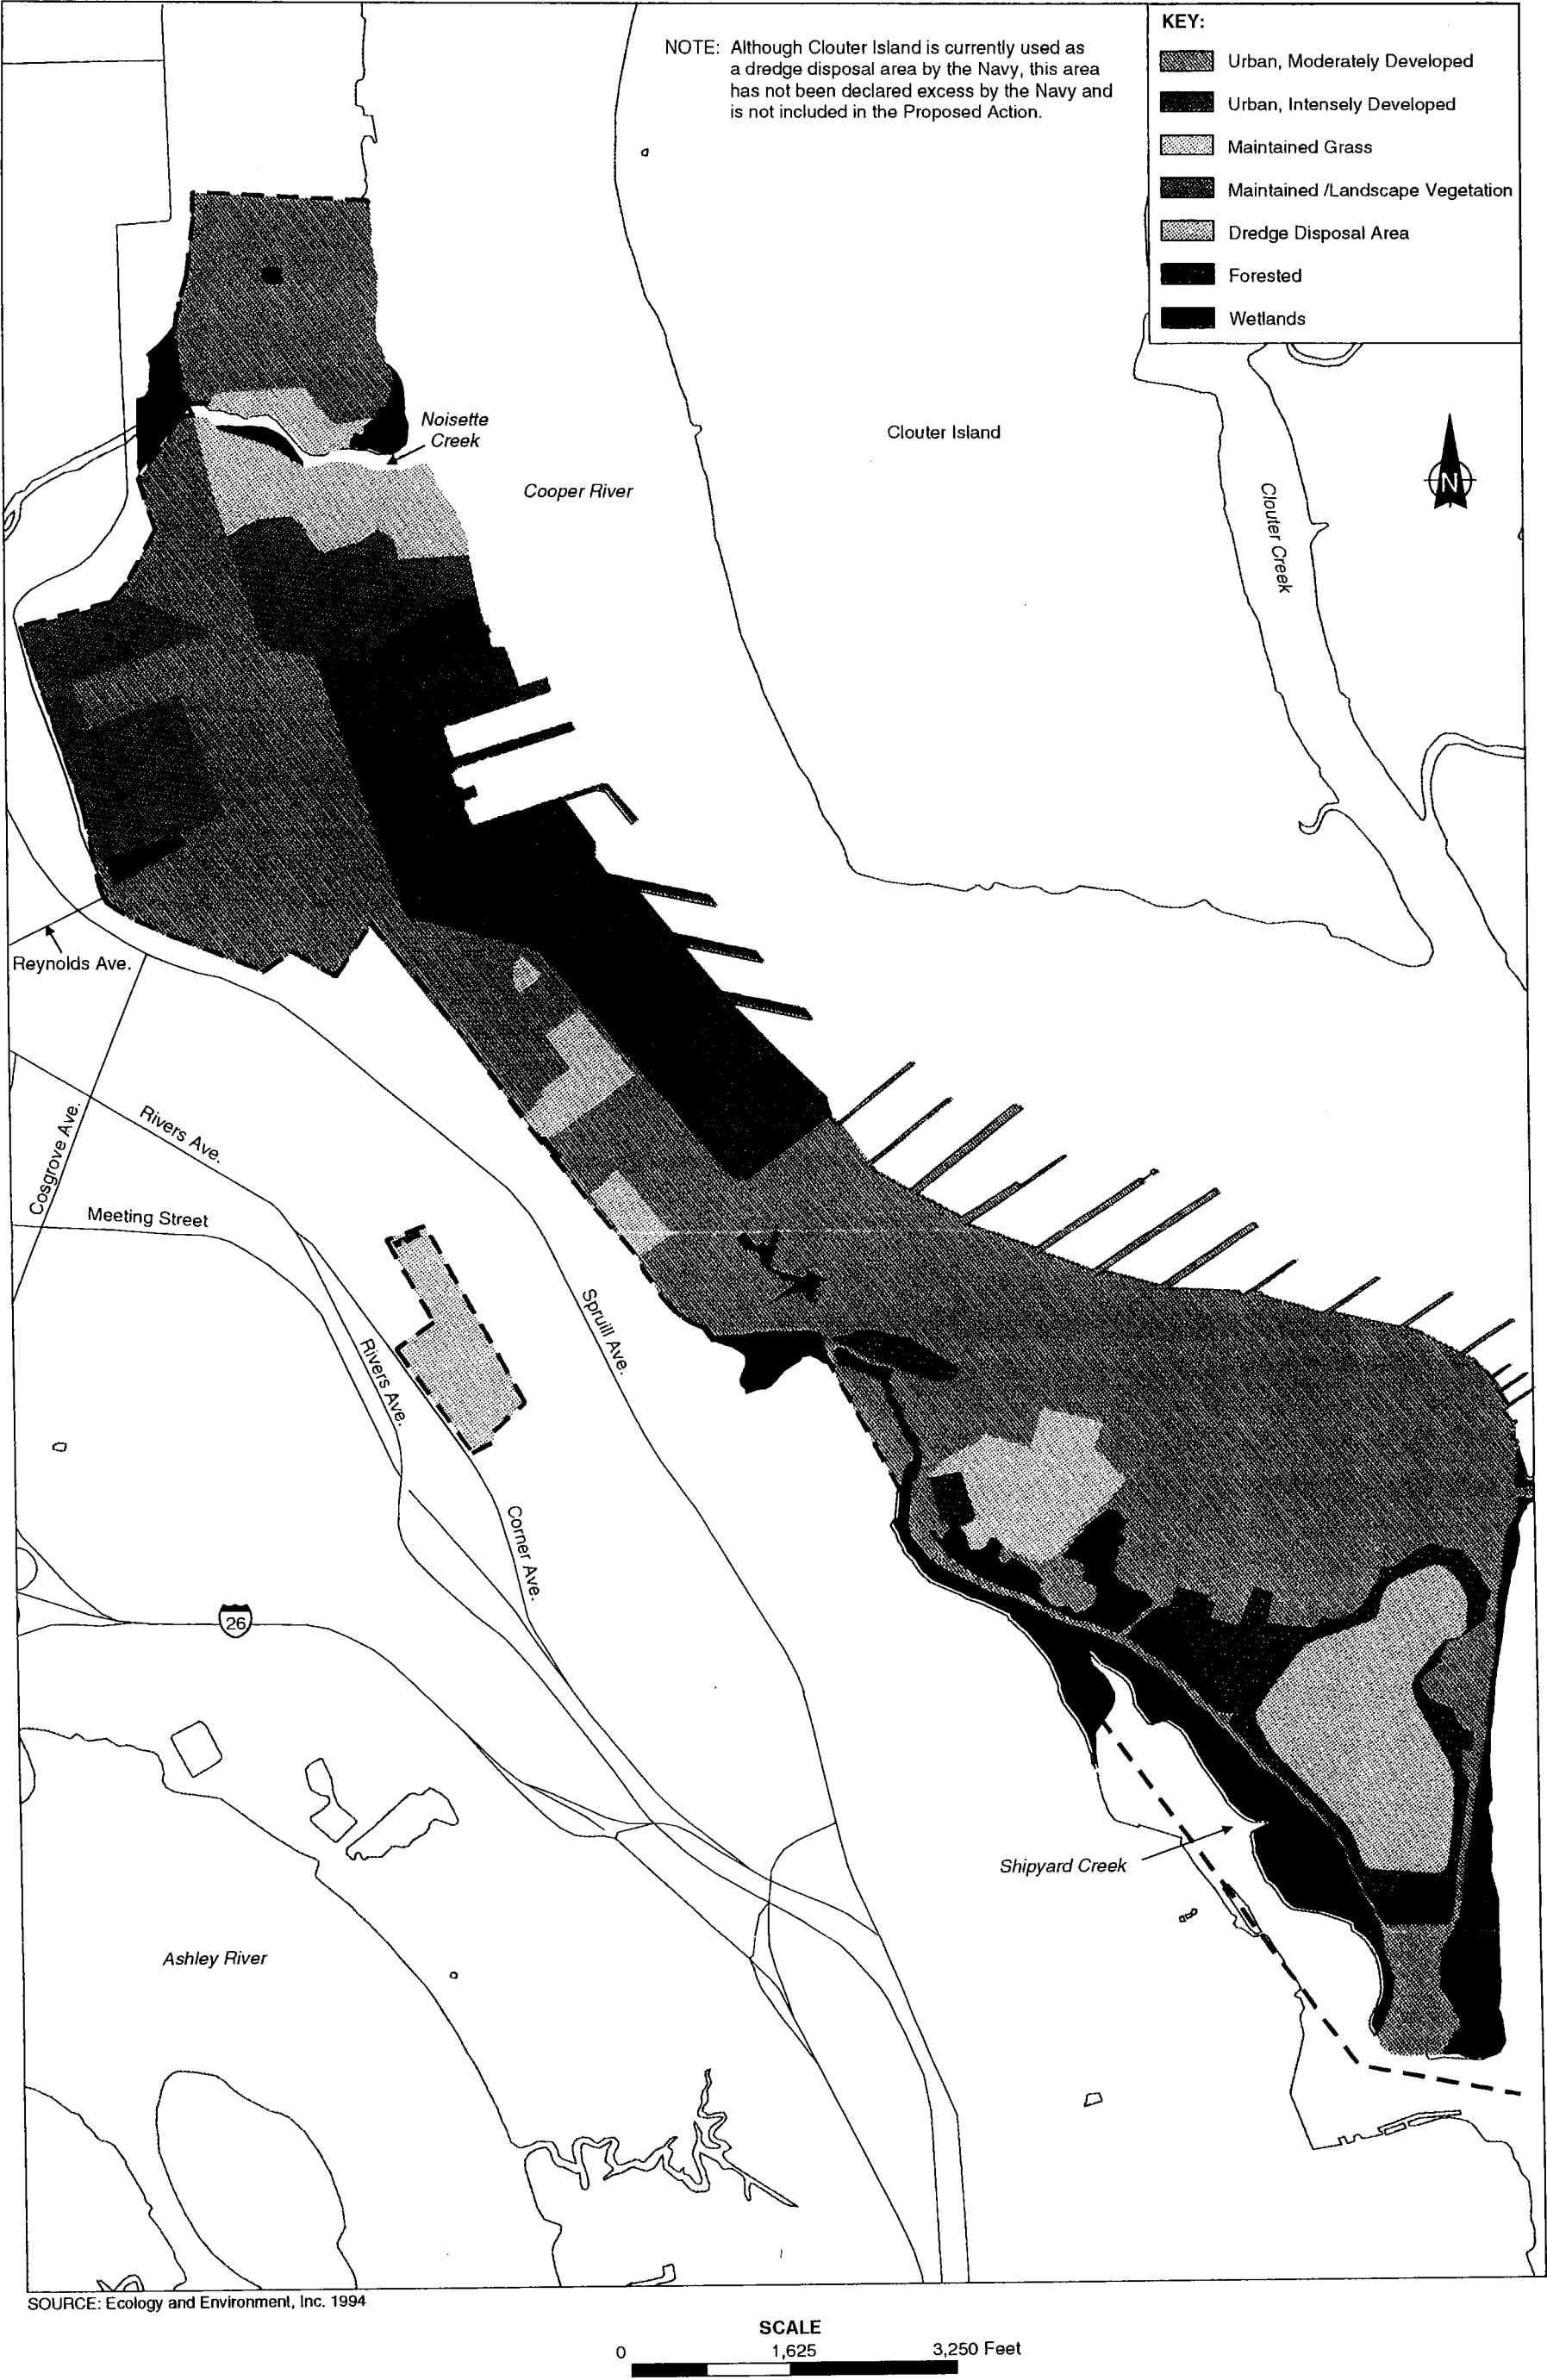 NOTE: Although Clouter Island is currently used as
a dredge disposal area by the Navy, this area
has not been declared excess by the Navy and
is not included in the Proposed Action.
KEY:
Urban, Moderately Developed
Urban, Intensely Developed
Maintained Grass
Maintained /Landscape Vegetation
Dredge Disposal Area
Forested
Wetlands
Noisette
Creek
Cooper River
Clouter Island
Clouter Creek
N
Reynolds Ave.
Cosgrove Ave.
Rivers Ave.
Meeting Street
Spruill Ave.
Rivers Ave.
Corner Ave.
26
Shipyard Creek
Ashley River
SOURCE: Ecology and Environment, Inc. 1994
SCALE
0 1,625 3,250 Feet